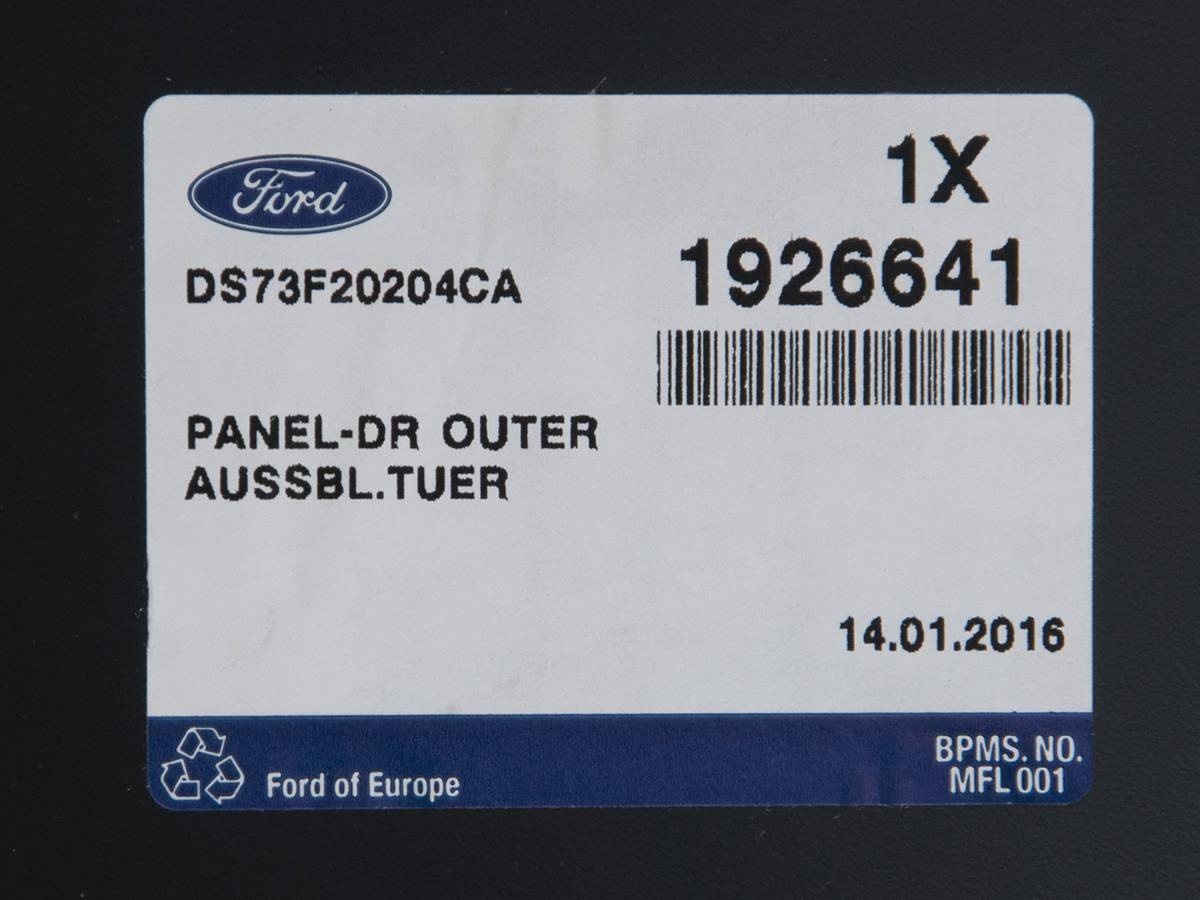 Ford
1X
1926641
DS73F20204CA
PANEL-DR OUTER
AUSSBL.TUER
14.01.2016
Ford of Europe
BPMS. NO.
MFL 001